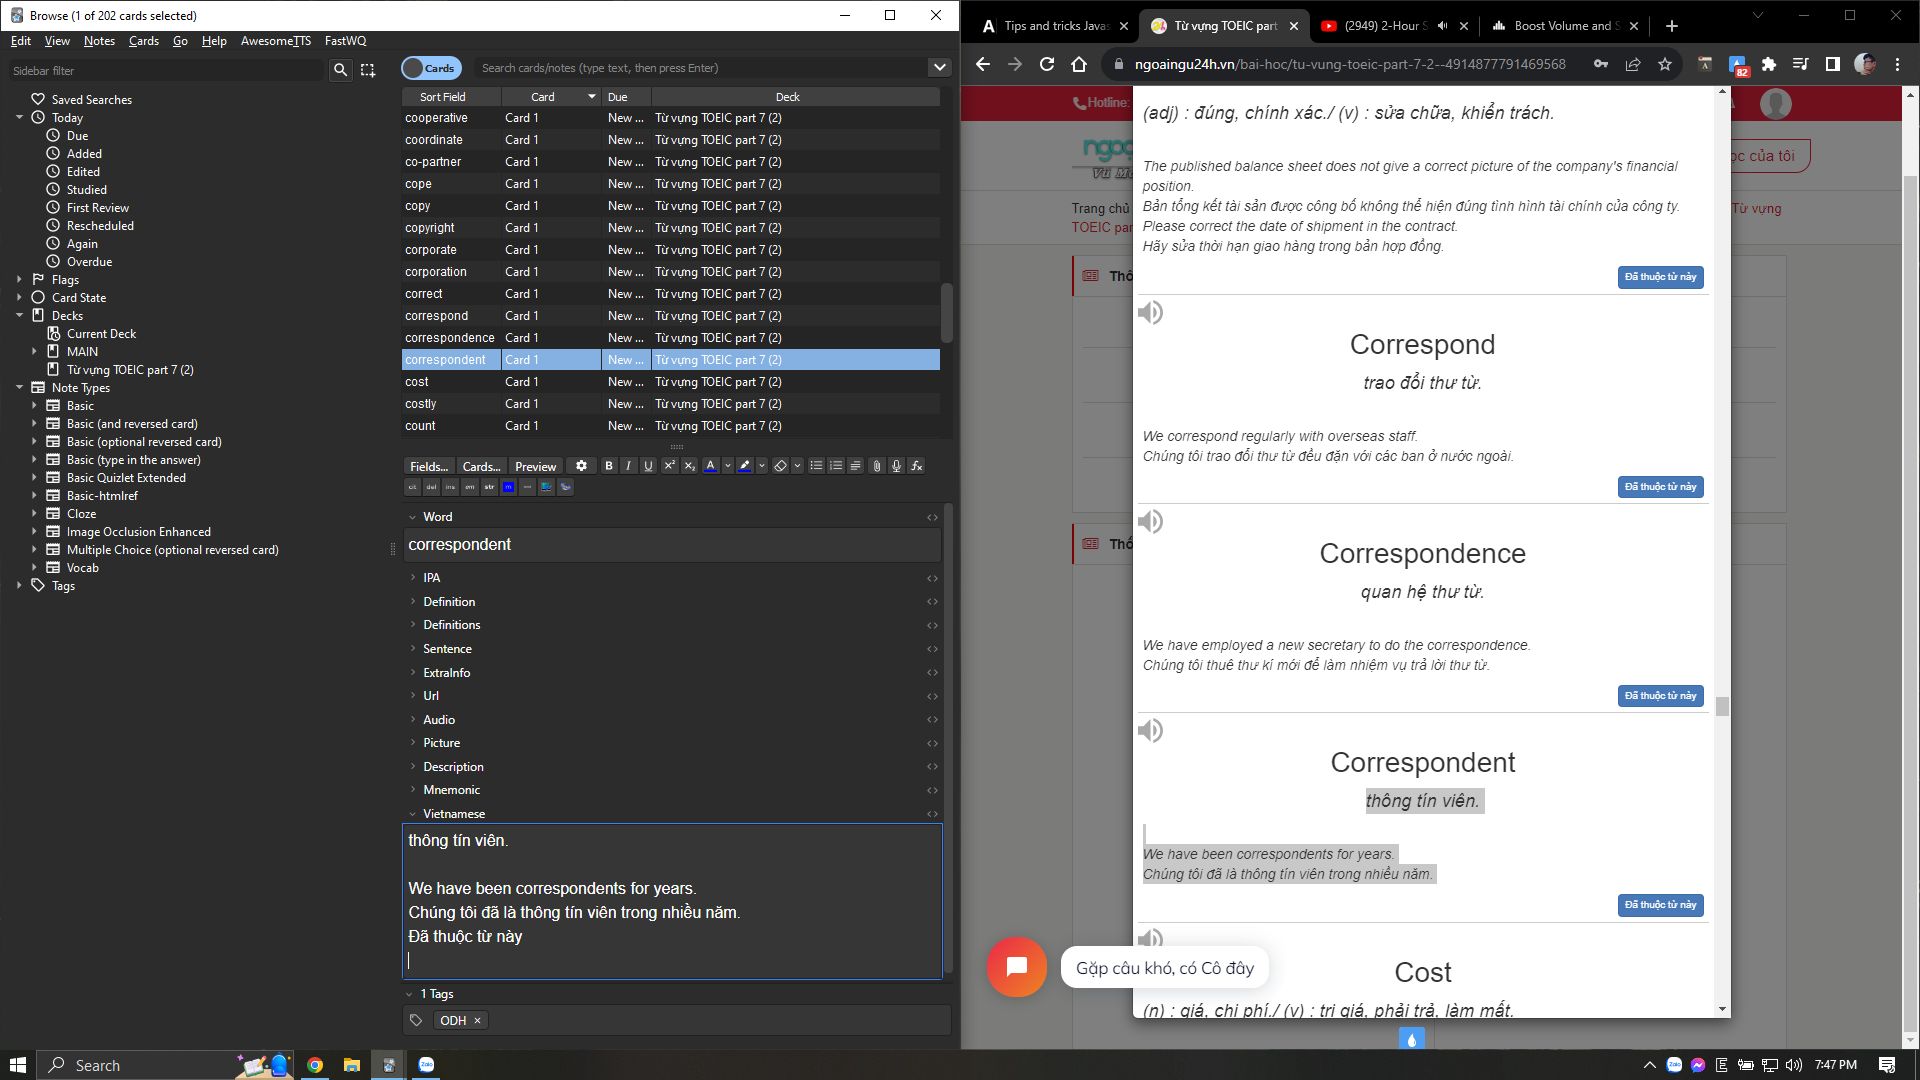 Browse (1 of 202 cards selected)
Edit View Notes Cards Go Help AwesomeTTS FastWQ
Sidebar filter
Saved Searches
Today
Due
Added
Edited
Studied
First Review
Rescheduled
Again
Overdue
Flags
Card State
Decks
Current Deck
MAIN
Từ vựng TOEIC part 7 (2)
Note Types
Basic
Basic (and reversed card)
Basic (optional reversed card)
Basic (type in the answer)
Basic Quizlet Extended
Basic-htmlref
Cloze
Image Occlusion Enhanced
Multiple Choice (optional reversed card)
Vocab
Tags
Cards Search cards/notes (type text, then press Enter)
Sort Field Card Due Deck
cooperative Card 1 New ... Từ vựng TOEIC part 7 (2)
coordinate Card 1 New ... Từ vựng TOEIC part 7 (2)
co-partner Card 1 New ... Từ vựng TOEIC part 7 (2)
cope Card 1 New ... Từ vựng TOEIC part 7 (2)
copy Card 1 New ... Từ vựng TOEIC part 7 (2)
copyright Card 1 New ... Từ vựng TOEIC part 7 (2)
corporate Card 1 New ... Từ vựng TOEIC part 7 (2)
corporation Card 1 New ... Từ vựng TOEIC part 7 (2)
correct Card 1 New ... Từ vựng TOEIC part 7 (2)
correspond Card 1 New ... Từ vựng TOEIC part 7 (2)
correspondence Card 1 New ... Từ vựng TOEIC part 7 (2)
correspondent Card 1 New ... Từ vựng TOEIC part 7 (2)
cost Card 1 New ... Từ vựng TOEIC part 7 (2)
costly Card 1 New ... Từ vựng TOEIC part 7 (2)
count Card 1 New ... Từ vựng TOEIC part 7 (2)
Fields... Cards... Preview B I U X² X₂ A
cit del ins em str
Word
correspondent
IPA
Definition
Definitions
Sentence
ExtraInfo
Url
Audio
Picture
Description
Mnemonic
Vietnamese
thông tín viên.
We have been correspondents for years.
Chúng tôi đã là thông tín viên trong nhiều năm.
Đã thuộc từ này
1 Tags
ODH ×
Tips and tricks Javas
Từ vựng TOEIC part
(2949) 2-Hour S
Boost Volume and S
ngoaingu24h.vn/bai-hoc/tu-vung-toeic-part-7-2--4914877791469568
82
Hotline:
ọc của tôi
Trang chủ
TOEIC par
Từ vựng
Thố
Thố
(adj) : đúng, chính xác./ (v) : sửa chữa, khiển trách.
The published balance sheet does not give a correct picture of the company's financial
position.
Bản tổng kết tài sản được công bố không thể hiện đúng tình hình tài chính của công ty.
Please correct the date of shipment in the contract.
Hãy sửa thời hạn giao hàng trong bản hợp đồng.
Đã thuộc từ này
Correspond
trao đổi thư từ.
We correspond regularly with overseas staff.
Chúng tôi trao đổi thư từ đều đặn với các ban ở nước ngoài.
Đã thuộc từ này
Correspondence
quan hệ thư từ.
We have employed a new secretary to do the correspondence.
Chúng tôi thuê thư kí mới để làm nhiệm vụ trả lời thư từ.
Đã thuộc từ này
Correspondent
thông tín viên.
We have been correspondents for years.
Chúng tôi đã là thông tín viên trong nhiều năm.
Đã thuộc từ này
Cost
(n) : giá, chi phí./ (v) : trị giá, phải trả, làm mất.
Gặp câu khó, có Cô đây
Search
Zalo
Zalo
7:47 PM